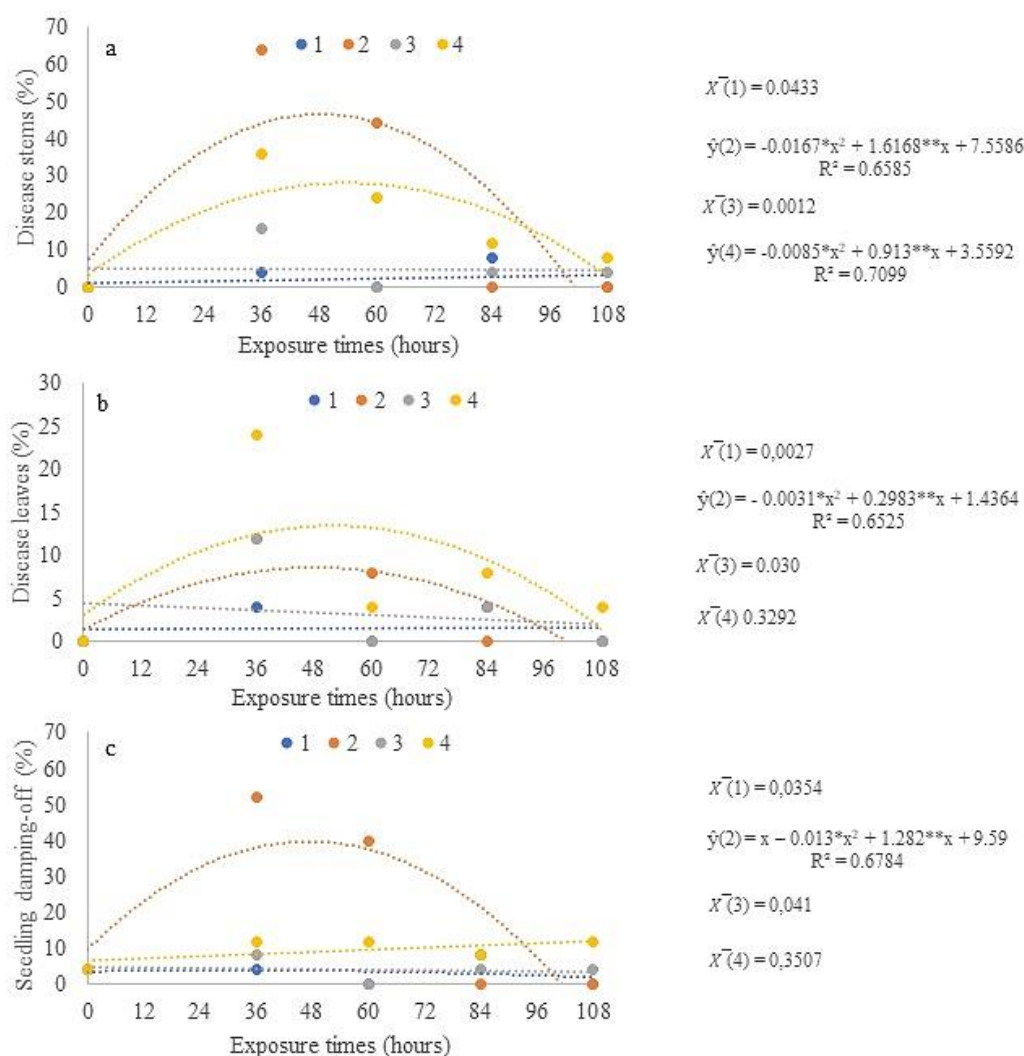 a
1 2 3 4
70
60
50
40
30
20
10
0
Disease stems (%)
0 12 24 36 48 60 72 84 96 108
Exposure times (hours)
X̅(1) = 0.0433
ŷ(2) = -0.0167*x² + 1.6168**x + 7.5586
R² = 0.6585
X̅(3) = 0.0012
ŷ(4) = -0.0085*x² + 0.913**x + 3.5592
R² = 0.7099
b
1 2 3 4
30
25
20
15
10
5
0
Disease leaves (%)
0 12 24 36 48 60 72 84 96 108
Exposure times (hours)
X̅(1) = 0,0027
ŷ(2) = - 0.0031*x² + 0.2983**x + 1.4364
R² = 0.6525
X̅(3) = 0.030
X̅(4) 0.3292
c
1 2 3 4
70
60
50
40
30
20
10
0
Seedling damping-off (%)
0 12 24 36 48 60 72 84 96 108
Exposure times (hours)
X̅(1) = 0,0354
ŷ(2) = x – 0.013*x² + 1.282**x + 9.59
R² = 0.6784
X̅(3) = 0,041
X̅(4) = 0,3507